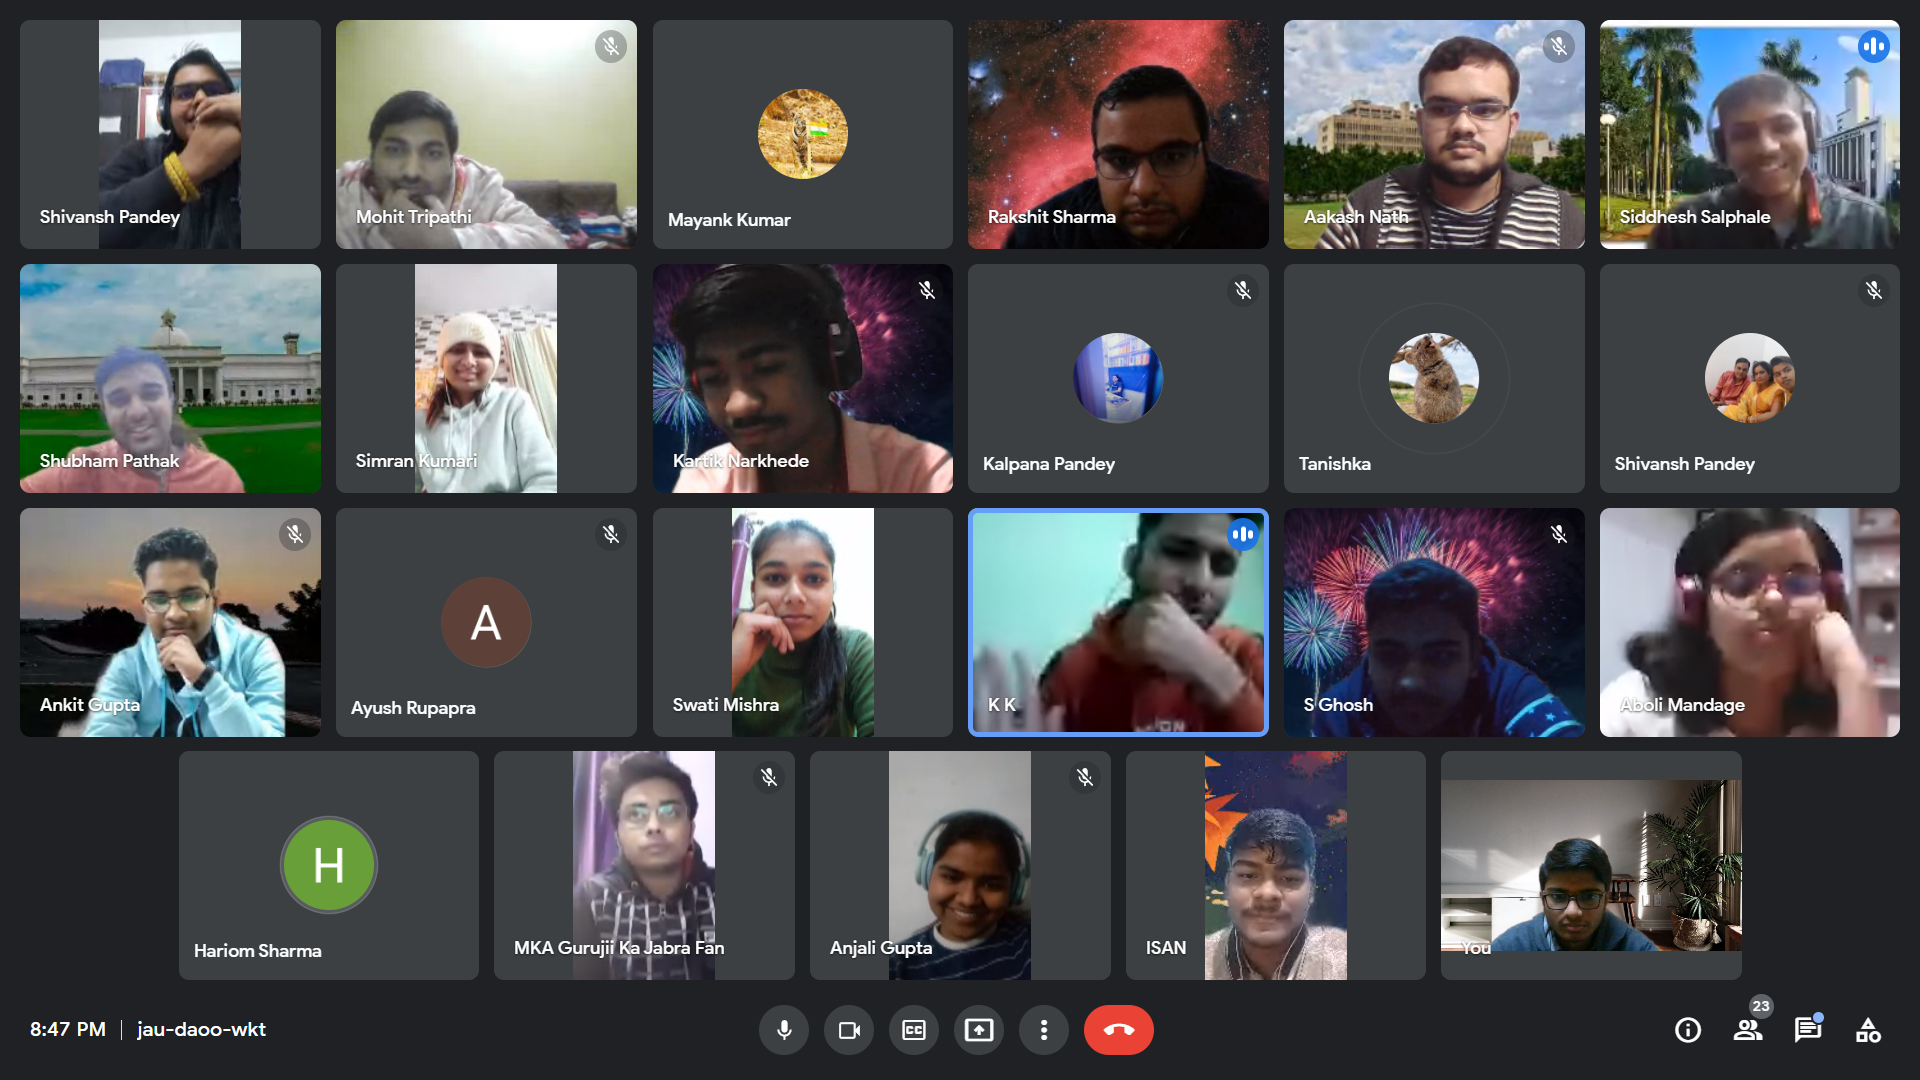 Shivansh Pandey
Mohit Tripathi
Mayank Kumar
Rakshit Sharma
Aakash Nath
Siddhesh Salphale
Shubham Pathak
Simran Kumari
Kartik Narkhede
Kalpana Pandey
Tanishka
Shivansh Pandey
Ankit Gupta
A
Ayush Rupapra
Swati Mishra
K K
S Ghosh
Aboli Mandage
H
Hariom Sharma
MKA Gurujii Ka Jabra Fan
Anjali Gupta
ISAN
You
8:47 PM | jau-daoo-wkt
CC
23